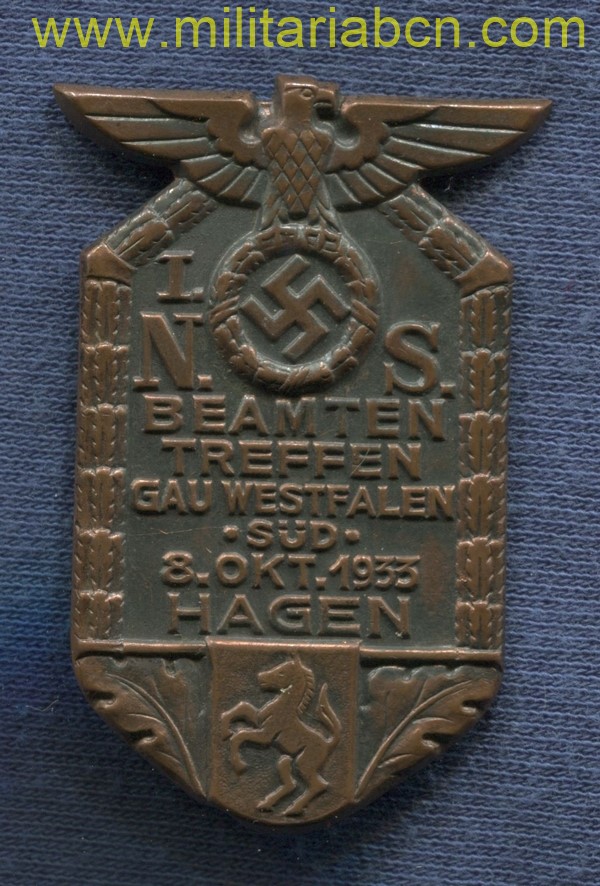 www.militariabcn.com
I.
N. S.
BEAMTEN
TREFFEN
GAU WESTFALEN
· SÜD ·
8. OKT. 1933
HAGEN